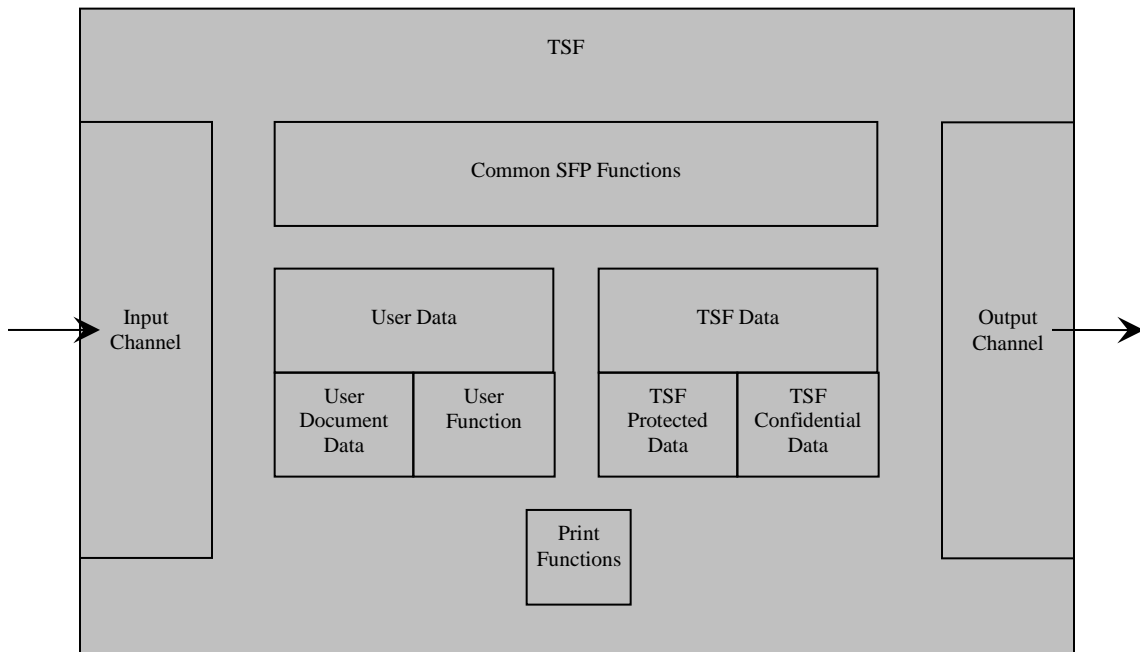 TSF
Common SFP Functions
Input
Channel
User Data
TSF Data
Output
Channel
User
Document
Data
User
Function
TSF
Protected
Data
TSF
Confidential
Data
Print
Functions